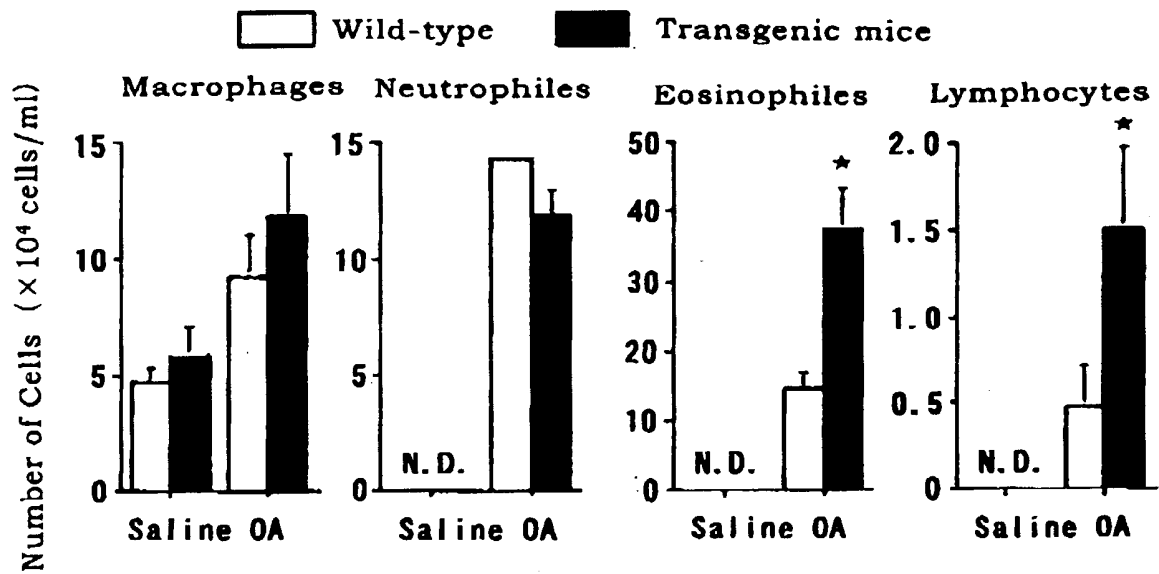 Wild-type Transgenic mice
Macrophages Neutrophiles Eosinophiles Lymphocytes
Number of Cells (×10⁴ cells/ml)
15
10
5
0
Saline OA
15
10
5
0
N.D.
Saline OA
50
40
30
20
10
0
★
N.D.
Saline OA
2.0
1.5
1.0
0.5
0
★
N.D.
Saline OA